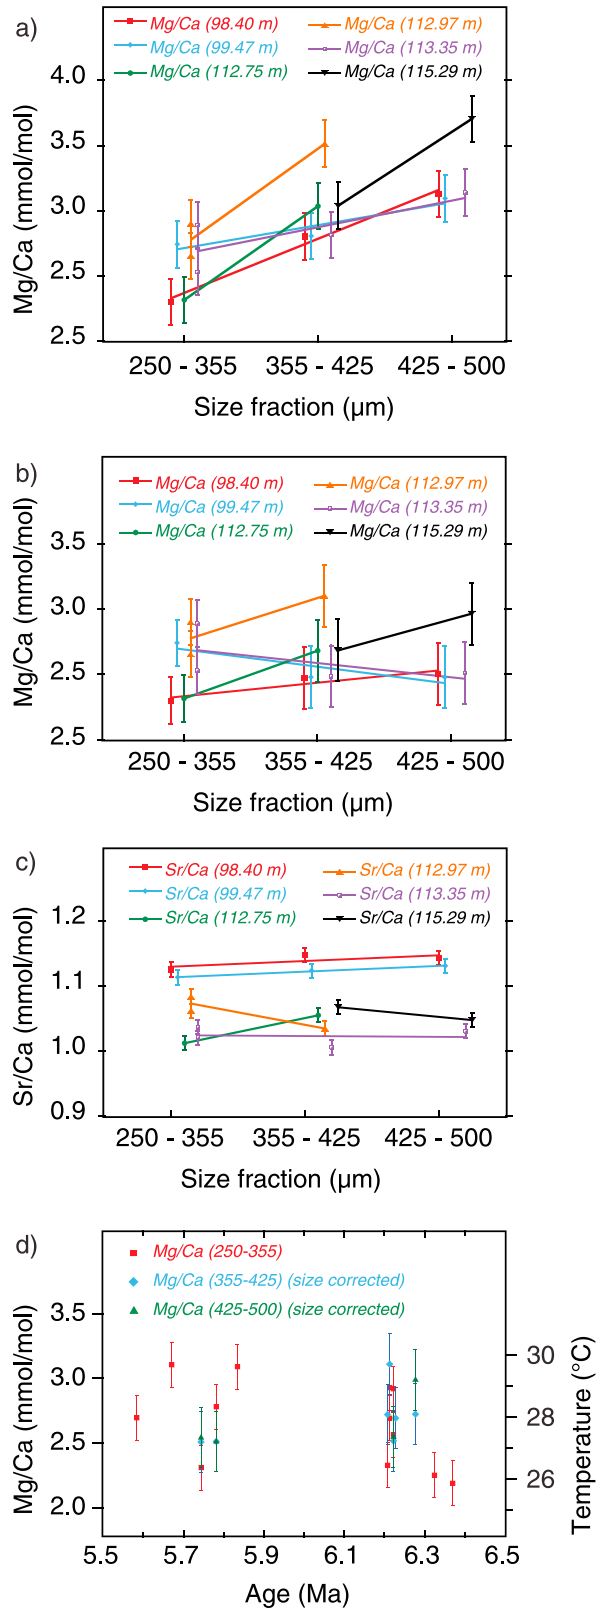 a)
Mg/Ca (98.40 m) Mg/Ca (112.97 m)
Mg/Ca (99.47 m) Mg/Ca (113.35 m)
Mg/Ca (112.75 m) Mg/Ca (115.29 m)
Mg/Ca (mmol/mol)
4.0
3.5
3.0
2.5
2.5
250 - 355 355 - 425 425 - 500
Size fraction (µm)
b)
Mg/Ca (98.40 m) Mg/Ca (112.97 m)
Mg/Ca (99.47 m) Mg/Ca (113.35 m)
Mg/Ca (112.75 m) Mg/Ca (115.29 m)
Mg/Ca (mmol/mol)
3.5
3.0
2.5
2.5
250 - 355 355 - 425 425 - 500
Size fraction (µm)
c)
Sr/Ca (98.40 m) Sr/Ca (112.97 m)
Sr/Ca (99.47 m) Sr/Ca (113.35 m)
Sr/Ca (112.75 m) Sr/Ca (115.29 m)
Sr/Ca (mmol/mol)
1.2
1.1
1.0
0.9
250 - 355 355 - 425 425 - 500
Size fraction (µm)
d)
Mg/Ca (250-355)
Mg/Ca (355-425) (size corrected)
Mg/Ca (425-500) (size corrected)
Mg/Ca (mmol/mol)
3.5
3.0
2.5
2.0
30
28
26
Temperature (°C)
5.5 5.7 5.9 6.1 6.3 6.5
Age (Ma)